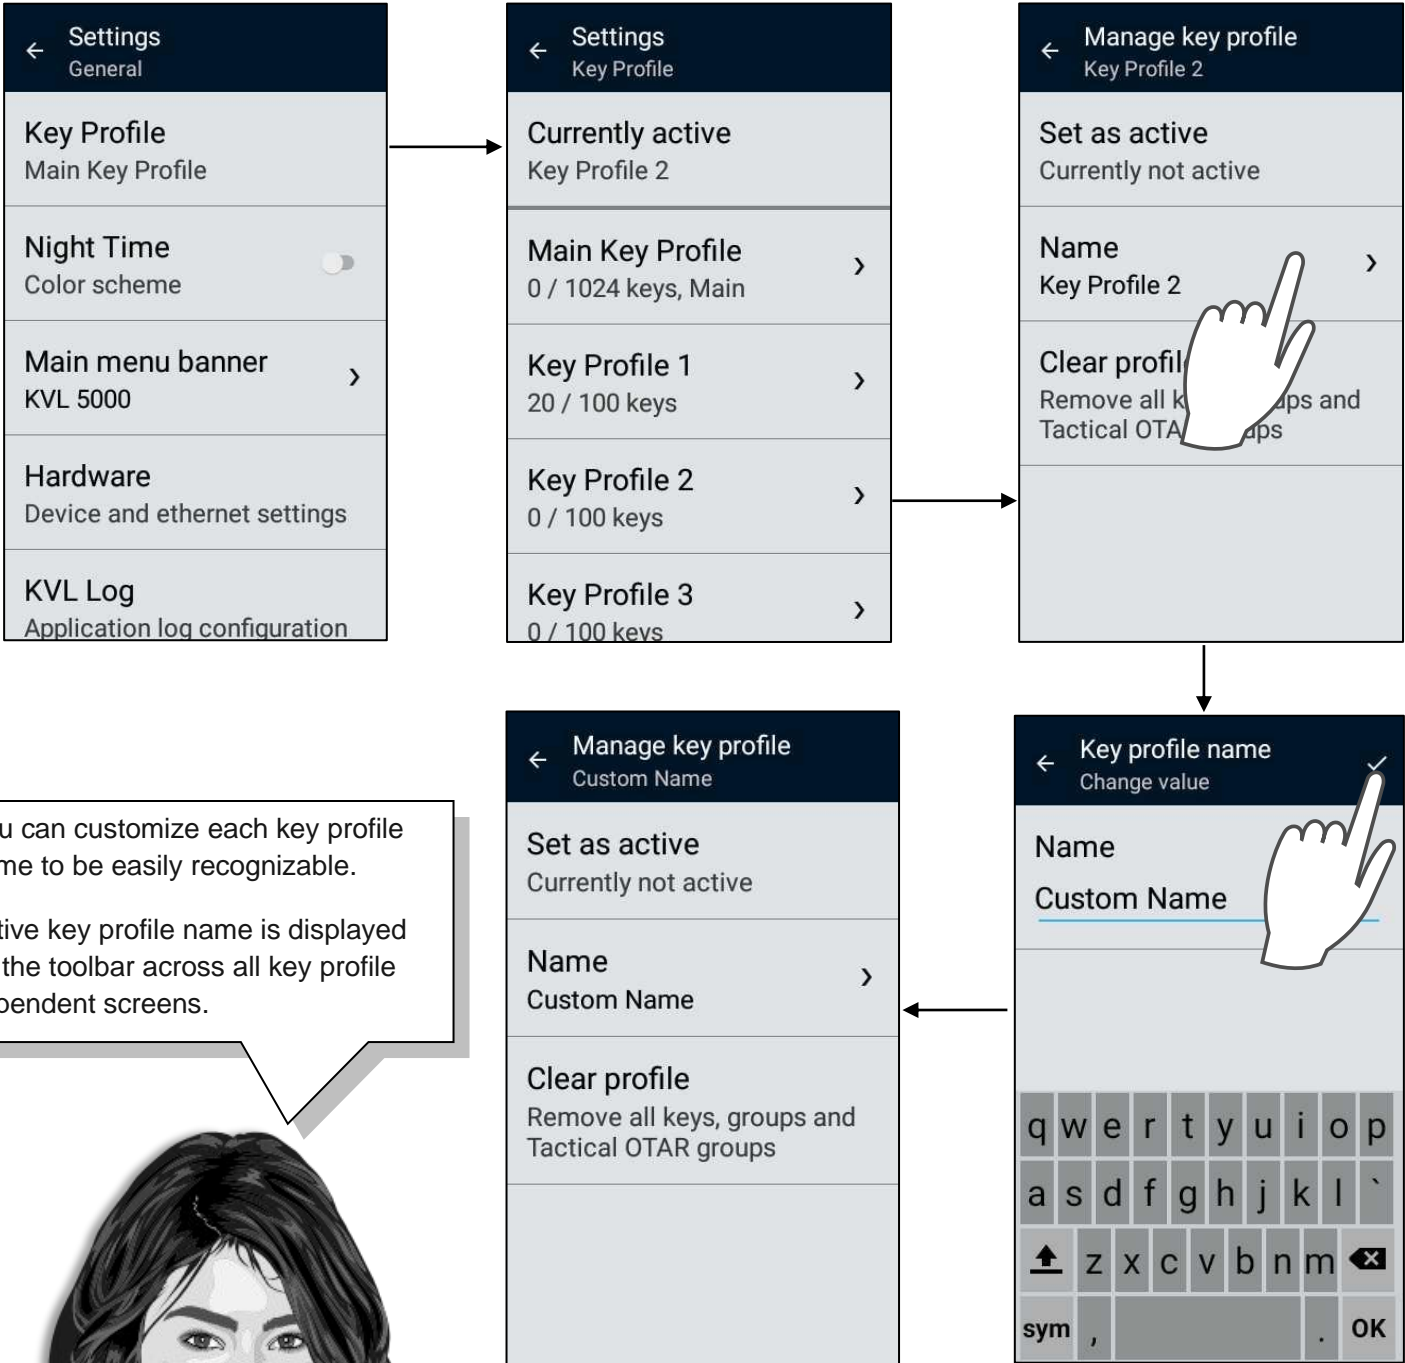 Settings
General
Key Profile
Main Key Profile
Night Time
Color scheme
Main menu banner
KVL 5000
Hardware
Device and ethernet settings
KVL Log
Application log configuration
Settings
Key Profile
Currently active
Key Profile 2
Main Key Profile
0 / 1024 keys, Main
Key Profile 1
20 / 100 keys
Key Profile 2
0 / 100 keys
Key Profile 3
0 / 100 keys
Manage key profile
Key Profile 2
Set as active
Currently not active
Name
Key Profile 2
Clear profil
Remove all k ps and
Tactical OTA ps
Key profile name
Change value
Name
Custom Name
q w e r t y u i o p
a s d f g h j k l `
z x c v b n m
sym , . OK
Manage key profile
Custom Name
Set as active
Currently not active
Name
Custom Name
Clear profile
Remove all keys, groups and
Tactical OTAR groups
u can customize each key profile
me to be easily recognizable.
tive key profile name is displayed
the toolbar across all key profile
pendent screens.